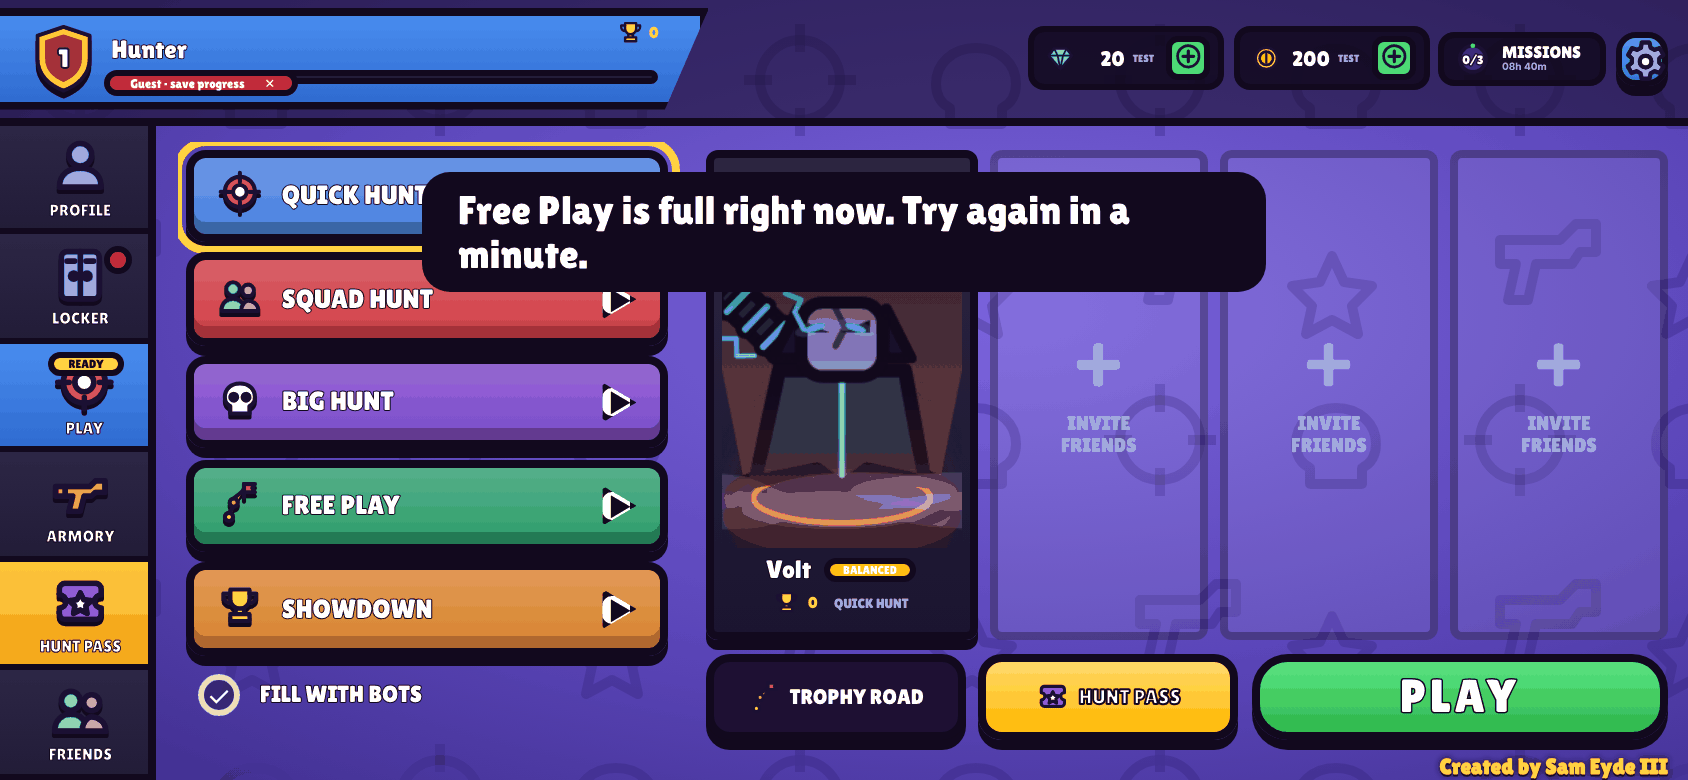 1
Hunter
0
Guest · save progress
20 TEST
200 TEST
0/3
MISSIONS
08h 40m
PROFILE
LOCKER
READY
PLAY
ARMORY
HUNT PASS
FRIENDS
QUICK HUNT
SQUAD HUNT
BIG HUNT
FREE PLAY
SHOWDOWN
FILL WITH BOTS
Free Play is full right now. Try again in a
minute.
Volt BALANCED
0 QUICK HUNT
INVITE
FRIENDS
INVITE
FRIENDS
INVITE
FRIENDS
TROPHY ROAD
HUNT PASS
PLAY
Created by Sam Eyde III